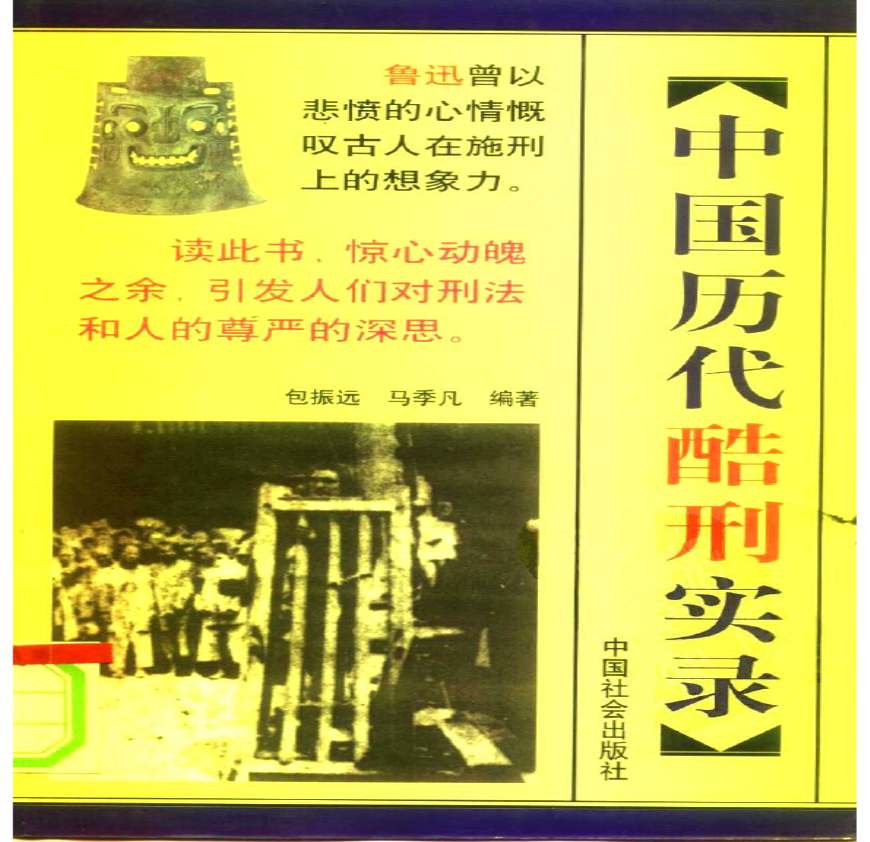 鲁迅曾以
悲愤的心情慨
叹古人在施刑
上的想象力。
读此书，惊心动魄
之余，引发人们对刑法
和人的尊严的深思。
包振远 马季凡 编著
【中国历代酷刑实录】
中国社会出版社